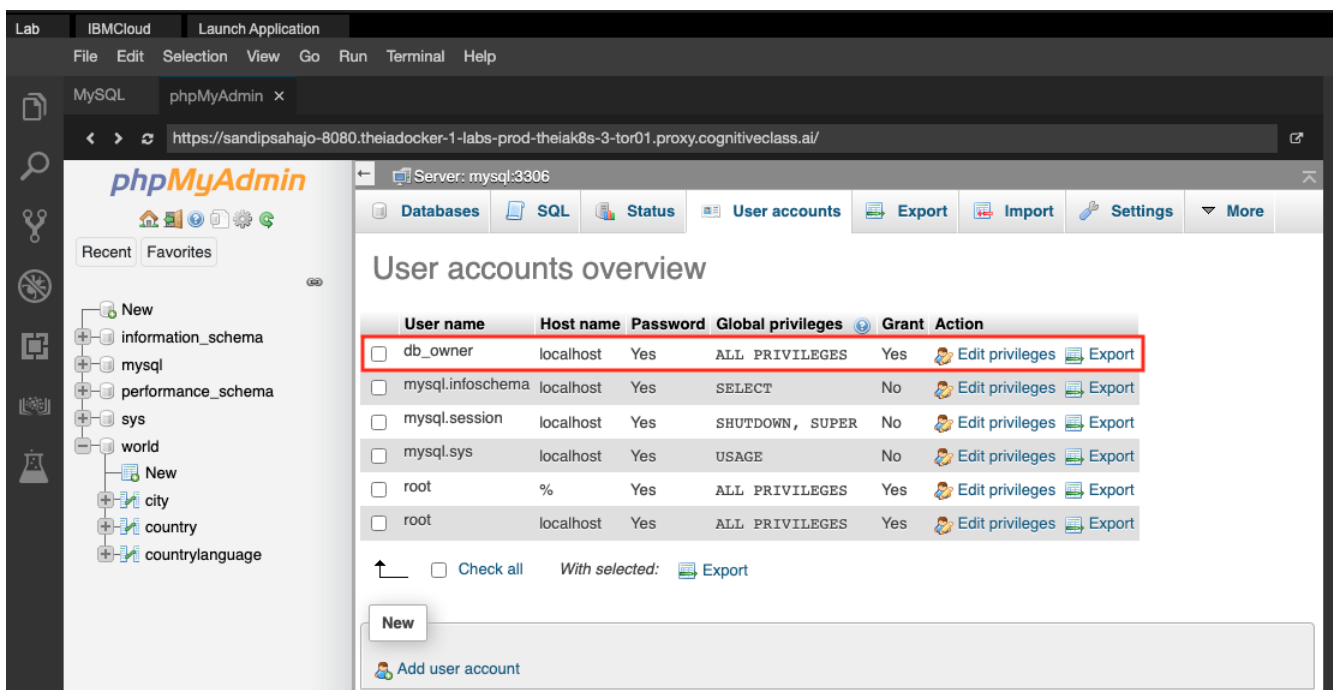 Lab IBMCloud Launch Application
File Edit Selection View Go Run Terminal Help
MySQL phpMyAdmin ×
https://sandipsahajo-8080.theiadocker-1-labs-prod-theiak8s-3-tor01.proxy.cognitiveclass.ai/
phpMyAdmin
Recent Favorites
New
information_schema
mysql
performance_schema
sys
world
New
city
country
countrylanguage
Server: mysql:3306
Databases SQL Status User accounts Export Import Settings More
User accounts overview
User name Host name Password Global privileges Grant Action
db_owner localhost Yes ALL PRIVILEGES Yes Edit privileges Export
mysql.infoschema localhost Yes SELECT No Edit privileges Export
mysql.session localhost Yes SHUTDOWN, SUPER No Edit privileges Export
mysql.sys localhost Yes USAGE No Edit privileges Export
root % Yes ALL PRIVILEGES Yes Edit privileges Export
root localhost Yes ALL PRIVILEGES Yes Edit privileges Export
Check all With selected: Export
New
Add user account